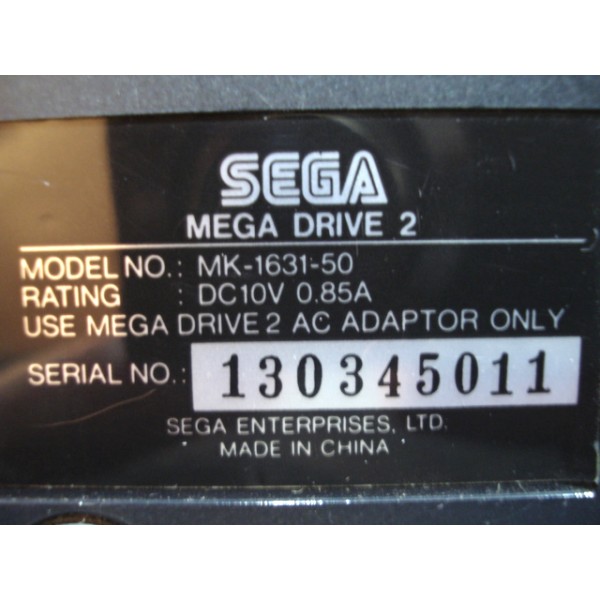 SEGA
MEGA DRIVE 2
MODEL NO.: MK-1631-50
RATING : DC10V 0.85A
USE MEGA DRIVE 2 AC ADAPTOR ONLY
SERIAL NO.: 130345011
SEGA ENTERPRISES, LTD.
MADE IN CHINA